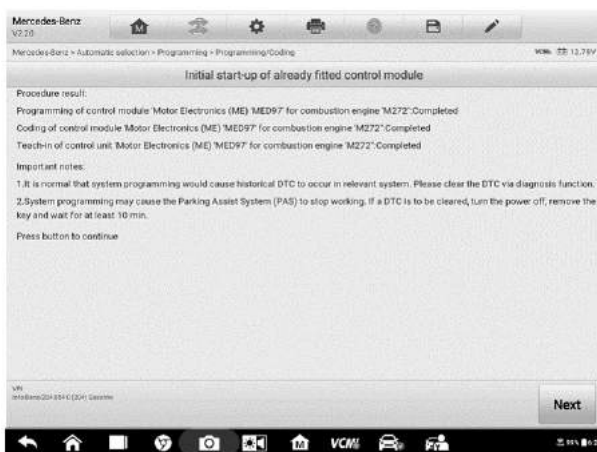 Mercedes-Benz
V2.20
Mercedes-Benz > Automatic selection > Programming > Programming/Coding
VCMI 12.78V
Initial start-up of already fitted control module
Procedure result:
Programming of control module 'Motor Electronics (ME) 'MED97' for combustion engine 'M272'':Completed
Coding of control module 'Motor Electronics (ME) 'MED97' for combustion engine 'M272'':Completed
Teach-in of control unit 'Motor Electronics (ME) 'MED97' for combustion engine 'M272'':Completed
Important notes:
1.It is normal that system programming would cause historical DTC to occur in relevant system. Please clear the DTC via diagnosis function.
2.System programming may cause the Parking Assist System (PAS) to stop working. If a DTC is to be cleared, turn the power off, remove the
key and wait for at least 10 min.
Press button to continue
VIN
Next
VCMI
99%